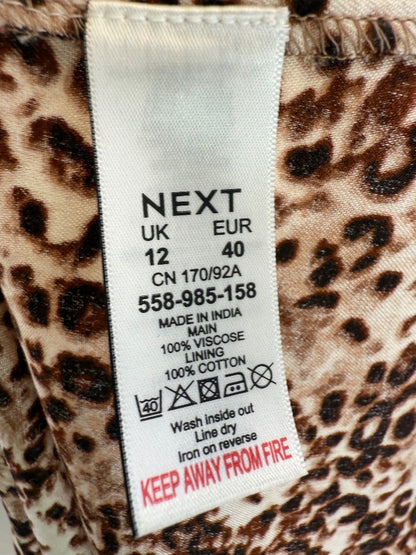 NEXT
UK EUR
12 40
CN 170/92A
558-985-158
MADE IN INDIA
MAIN
100% VISCOSE
LINING
100% COTTON
40
Wash inside out
Line dry
Iron on reverse
KEEP AWAY FROM FIRE